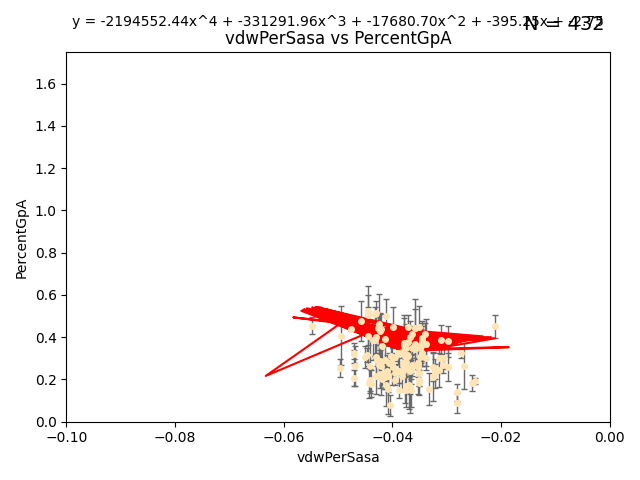 y = -2194552.44x^4 + -331291.96x^3 + -17680.70x^2 + -395.25x + -2.75
N = 432
vdwPerSasa vs PercentGpA
PercentGpA
1.6
1.4
1.2
1.0
0.8
0.6
0.4
0.2
0.0
−0.10 −0.08 −0.06 −0.04 −0.02 0.00
vdwPerSasa